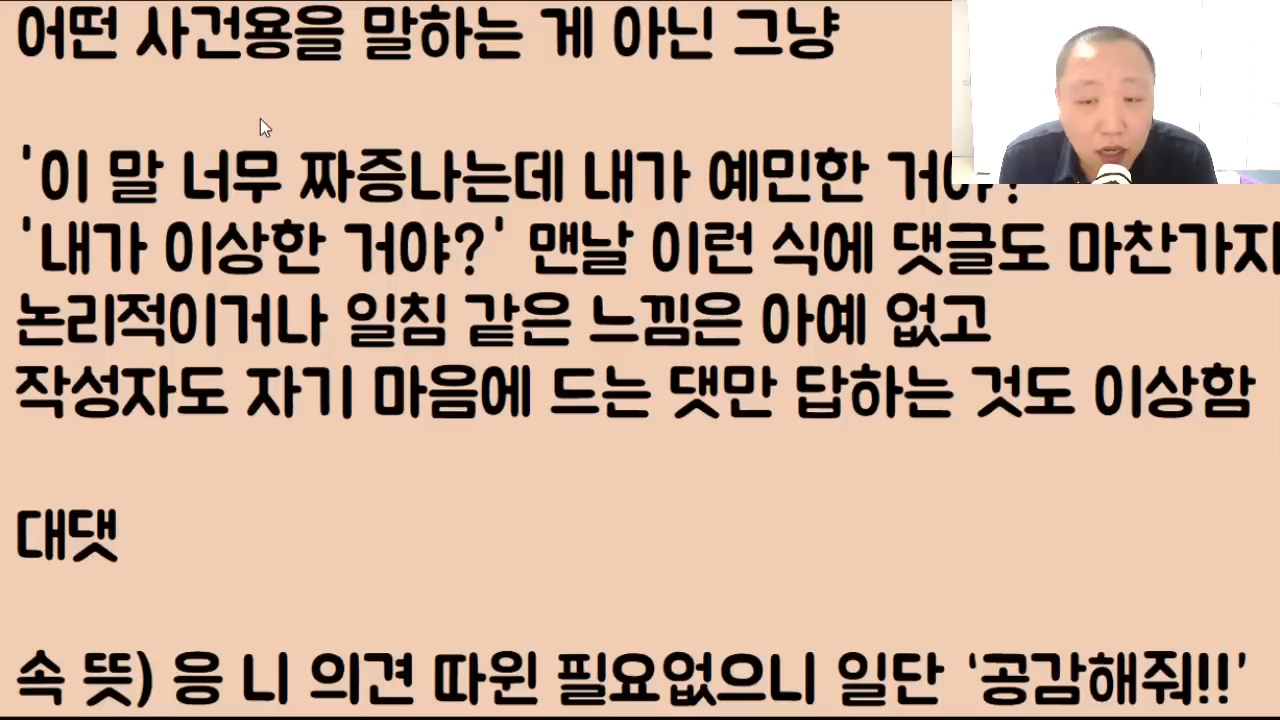 어떤 사건용을 말하는 게 아닌 그냥
'이 말 너무 짜증나는데 내가 예민한 거야?
'내가 이상한 거야?' 맨날 이런 식에 댓글도 마찬가지
논리적이거나 일침 같은 느낌은 아예 없고
작성자도 자기 마음에 드는 댓만 답하는 것도 이상함
대댓
속 뜻) 응 니 의견 따윈 필요없으니 일단 '공감해줘!!'